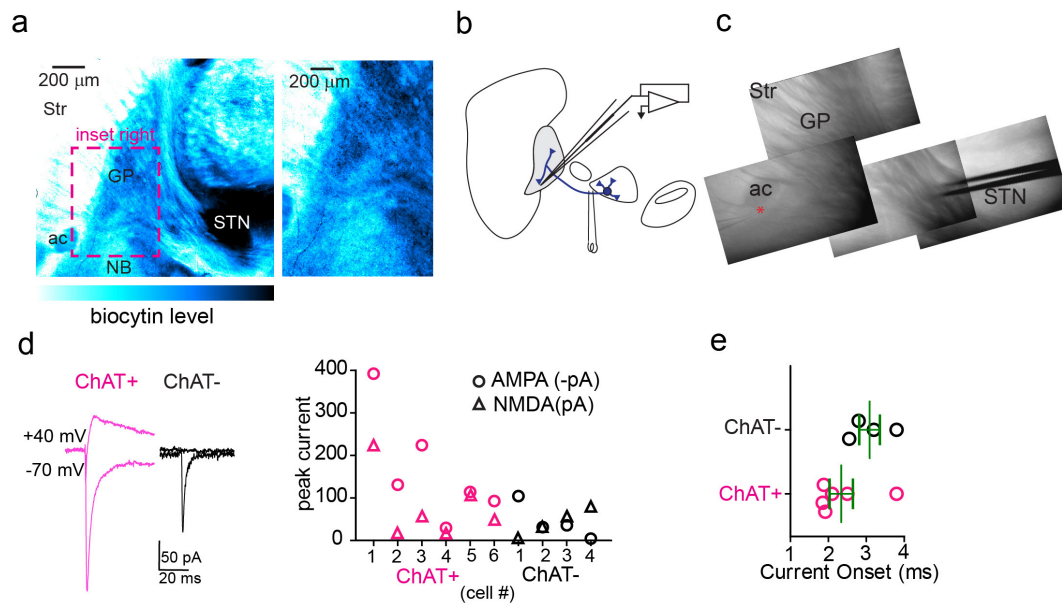 a
200 μm
Str
inset right
GP
ac
NB
STN
200 μm
biocytin level
b
c
Str
GP
ac
*
STN
d
ChAT+
ChAT-
+40 mV
-70 mV
50 pA
20 ms
peak current
400
300
200
100
0
AMPA (-pA)
NMDA(pA)
1 2 3 4 5 6 1 2 3 4
ChAT+ (cell #) ChAT-
e
ChAT-
ChAT+
1 2 3 4
Current Onset (ms)